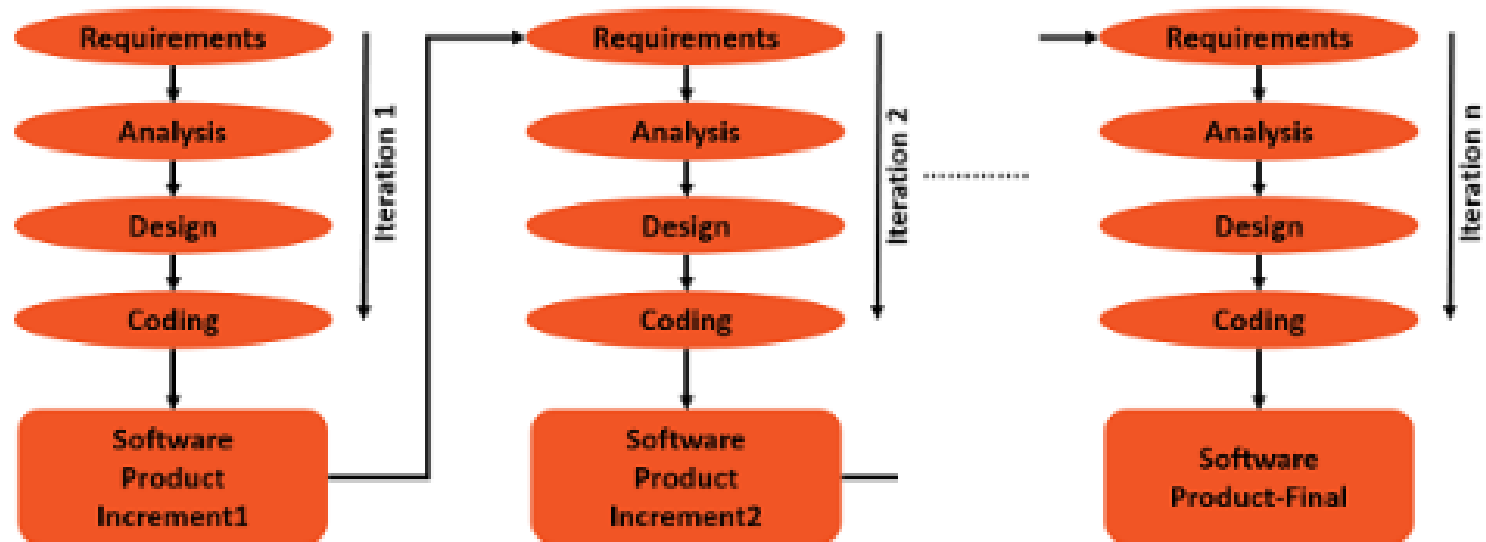 Requirements
Analysis
Design
Coding
Software
Product
Increment1
Iteration 1
Requirements
Analysis
Design
Coding
Software
Product
Increment2
Iteration 2
Requirements
Analysis
Design
Coding
Software
Product-Final
Iteration n